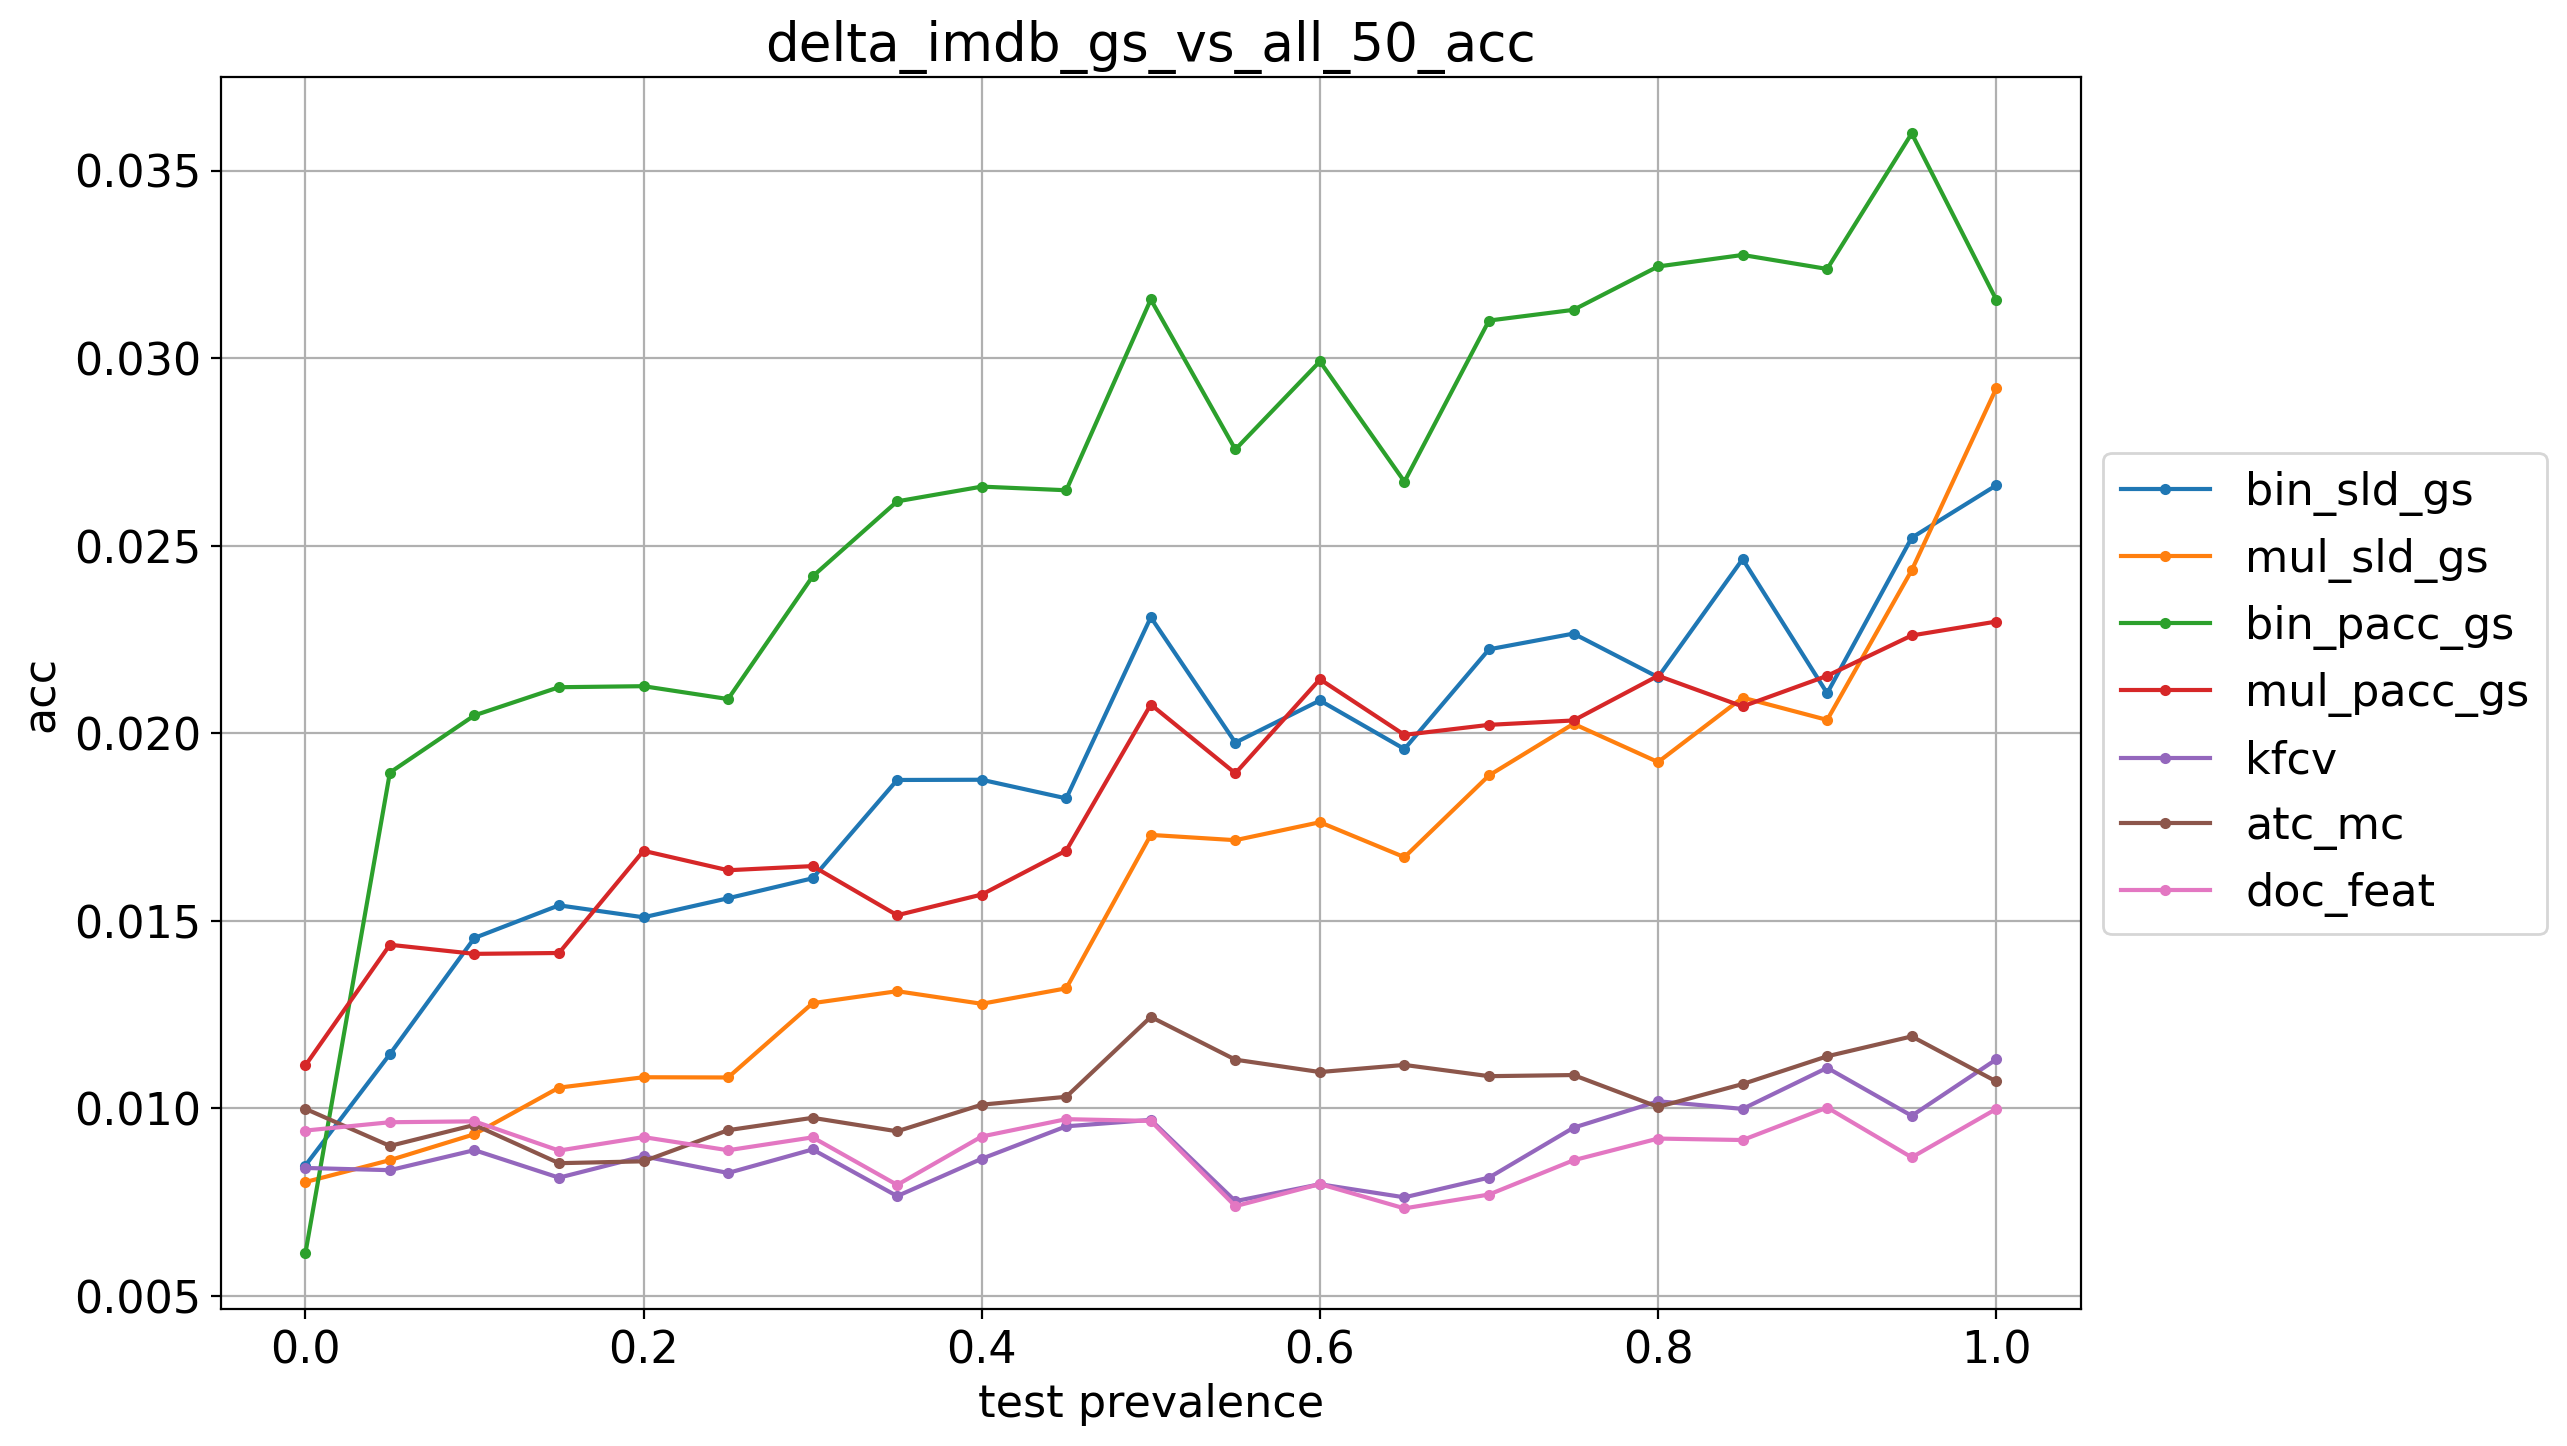 delta_imdb_gs_vs_all_50_acc
acc
0.035
0.030
0.025
0.020
0.015
0.010
0.005
0.0 0.2 0.4 0.6 0.8 1.0
test prevalence
bin_sld_gs
mul_sld_gs
bin_pacc_gs
mul_pacc_gs
kfcv
atc_mc
doc_feat